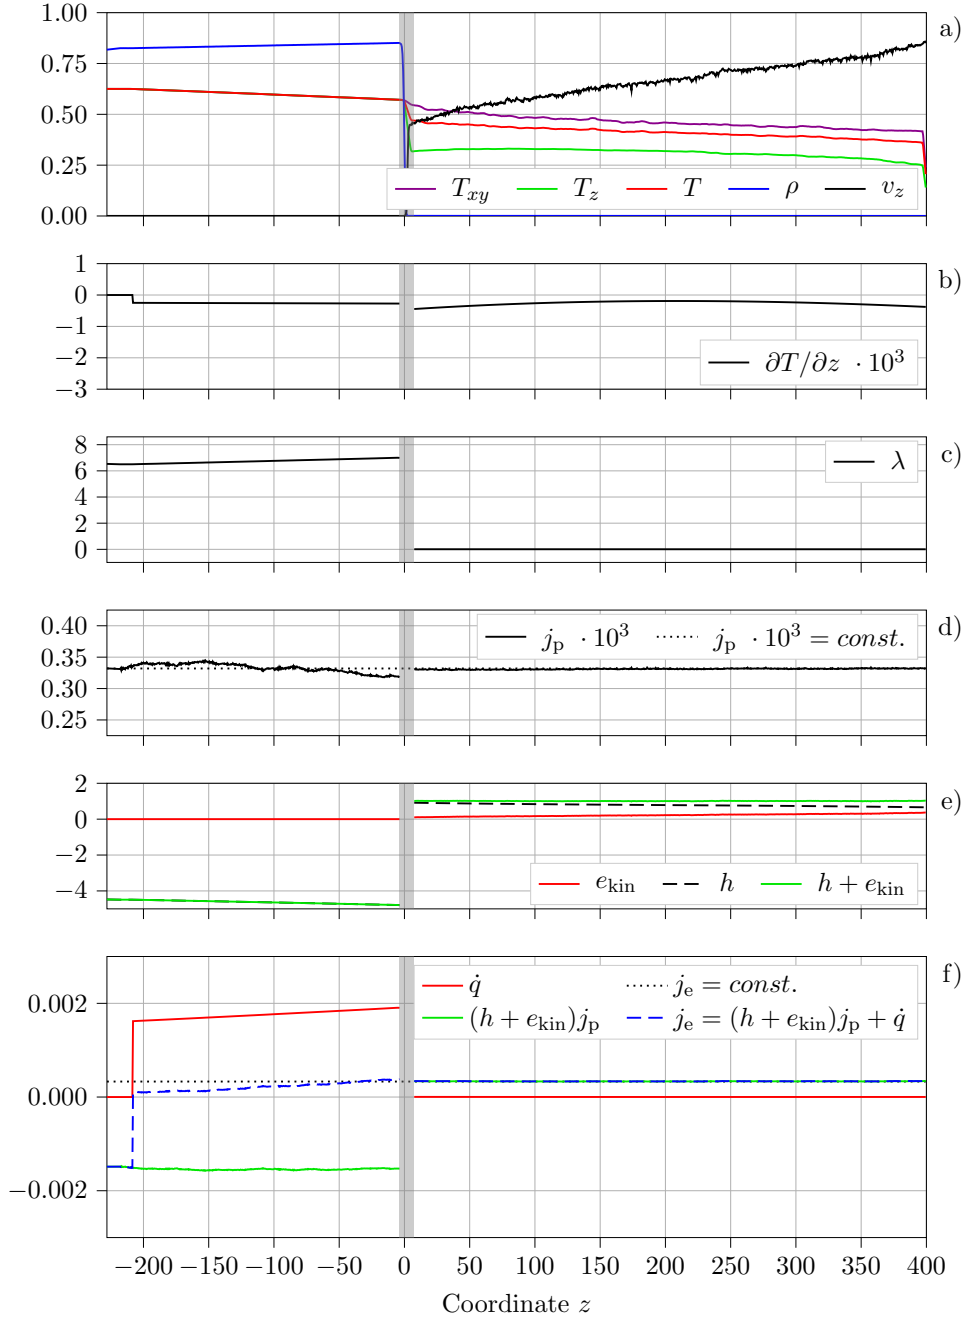 1.00
a)
0.75
0.50
0.25
0.00
T_{xy} T_z T ρ v_z
1
b)
0
−1
−2
−3
∂T/∂z · 10^3
8
c)
6
4
2
0
λ
0.40
d)
0.35
0.30
0.25
j_p · 10^3 j_p · 10^3 = const.
2
e)
0
−2
−4
e_kin h h + e_kin
f)
0.002
0.000
−0.002
q̇ j_e = const.
(h + e_kin)j_p j_e = (h + e_kin)j_p + q̇
−200 −150 −100 −50 0 50 100 150 200 250 300 350 400
Coordinate z